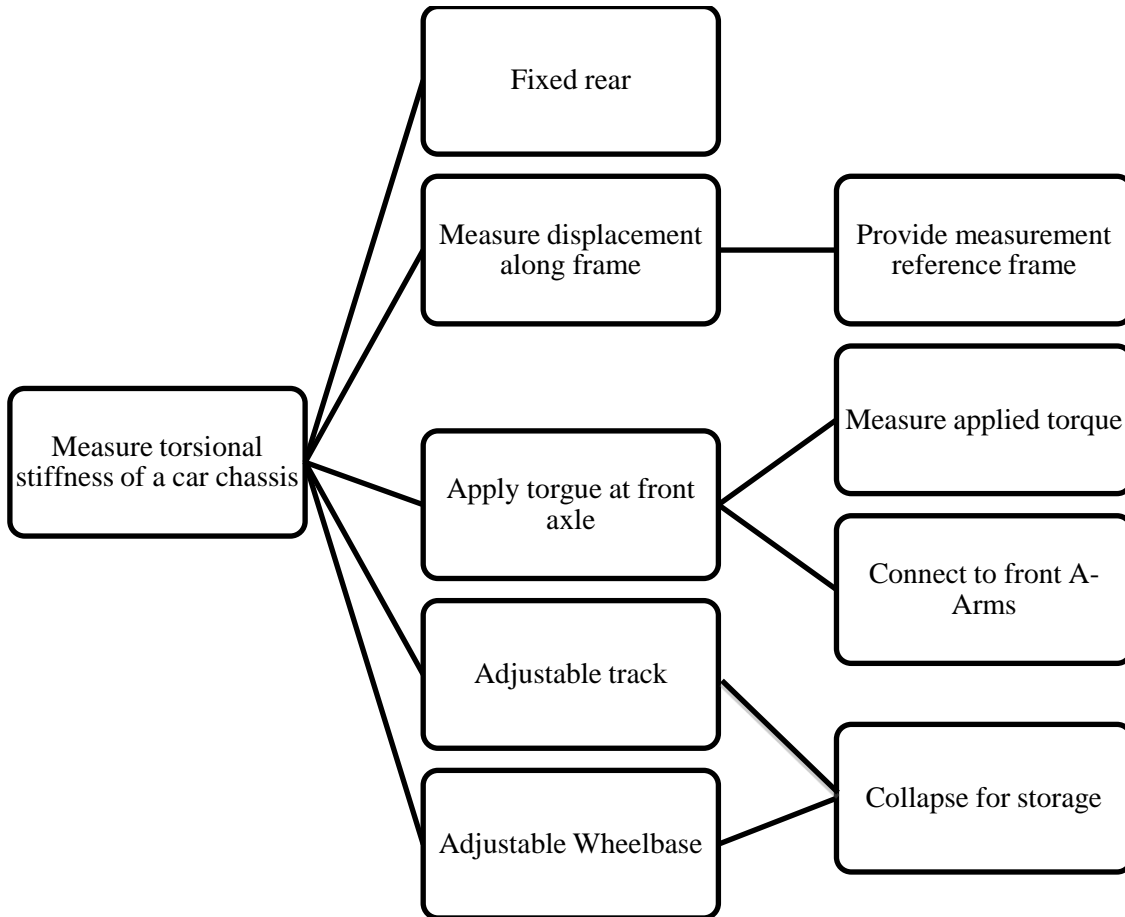 Fixed rear
Measure displacement
along frame
Provide measurement
reference frame
Measure torsional
stiffness of a car chassis
Apply torgue at front
axle
Measure applied torque
Connect to front A-
Arms
Adjustable track
Adjustable Wheelbase
Collapse for storage